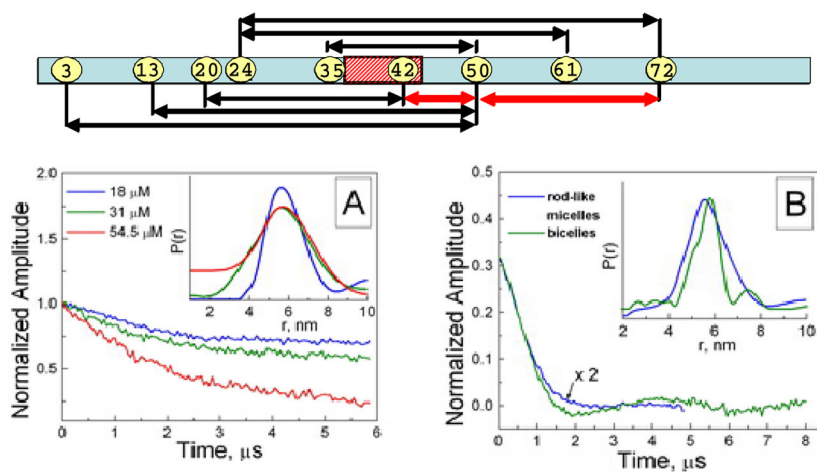 3 13 20 24 35 42 50 61 72
A
18 μM
31 μM
54.5 μM
Normalized Amplitude
2.0
1.5
1.0
0.5
0 1 2 3 4 5 6
Time, μs
P(r)
2 4 6 8 10
r, nm
B
rod-like
micelles
bicelles
Normalized Amplitude
0.5
0.4
0.3
0.2
0.1
0.0
x 2
0 1 2 3 4 5 6 7 8
Time, μs
P(r)
2 4 6 8 10
r, nm